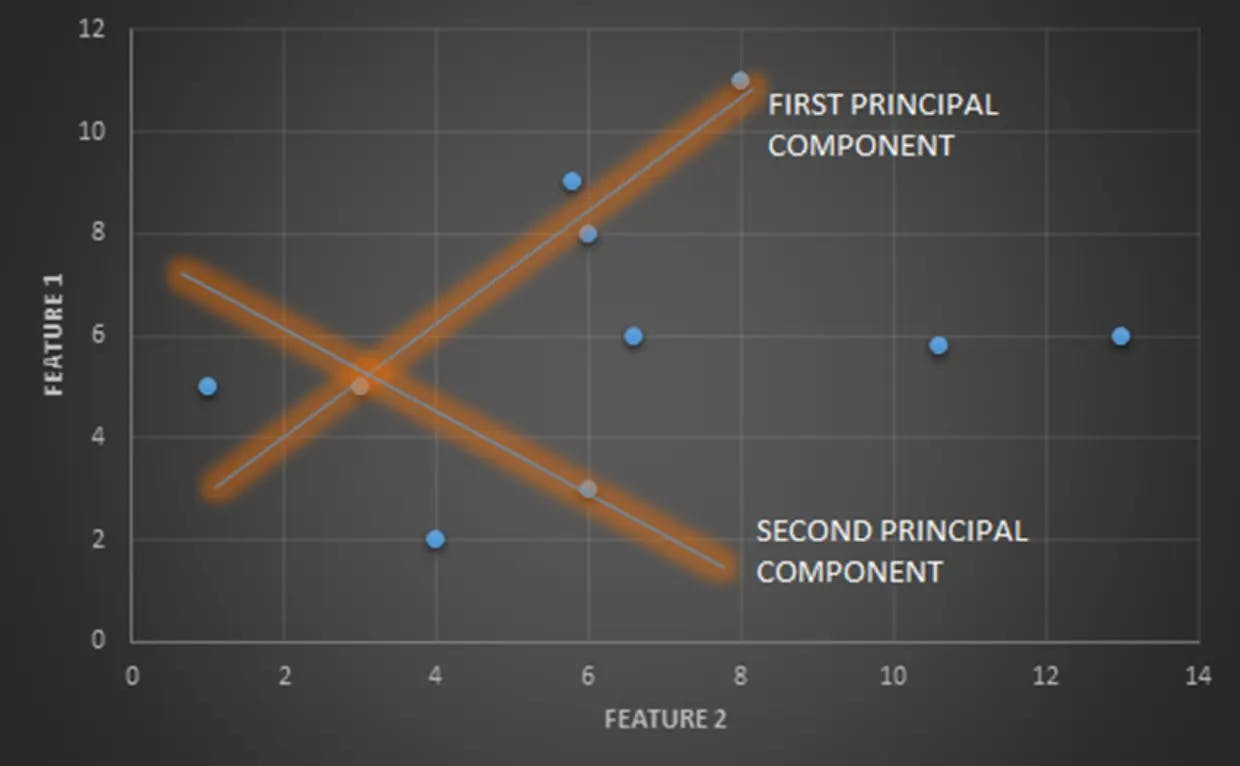 12
10
8
6
4
2
0
FEATURE 1
FIRST PRINCIPAL
COMPONENT
SECOND PRINCIPAL
COMPONENT
0 2 4 6 8 10 12 14
FEATURE 2